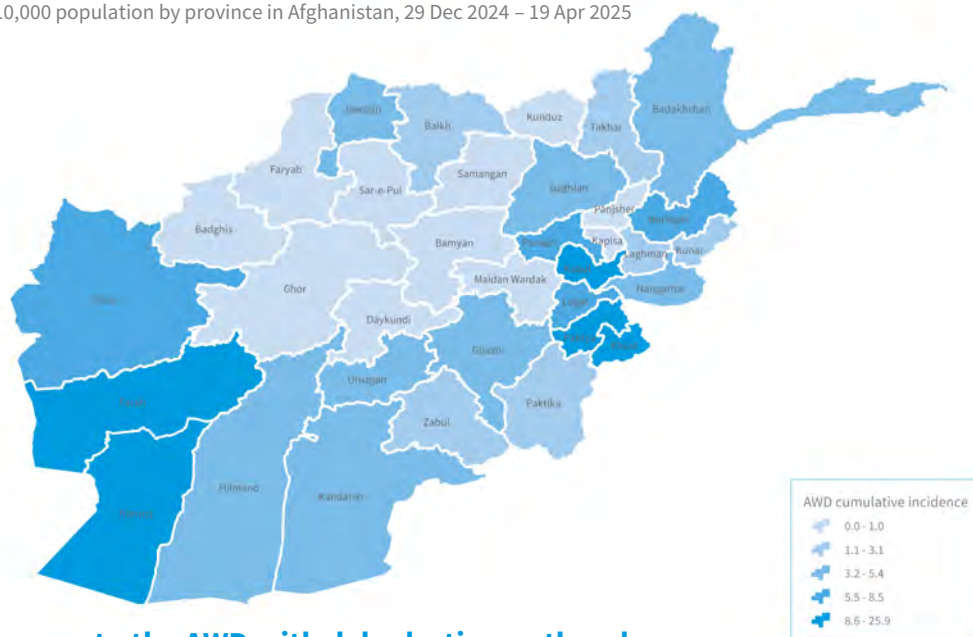 10,000 population by province in Afghanistan, 29 Dec 2024 – 19 Apr 2025
Jawzjan
Balkh
Kunduz
Takhar
Badakhshan
Faryab
Sar-e-Pul
Samangan
Baghlan
Panjsher
Badghis
Bamyan
Parwan
Kapisa
Laghman
Kunar
Ghor
Maidan Wardak
Nangarhar
Logar
Daykundi
Ghazni
Uruzgan
Paktika
Zabul
Hilmand
Kandahar
AWD cumulative incidence
0.0 - 1.0
1.1 - 3.1
3.2 - 5.4
5.5 - 8.5
8.6 - 25.9